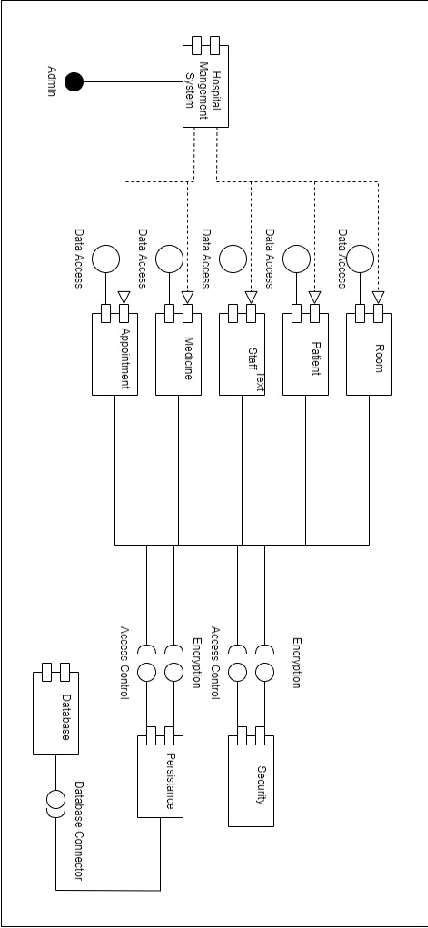 Hospital
Mangement
System
Admin
Data Access
Data Access
Data Access
Data Access
Data Access
Appointment
Medicine
Text
Staff
Patient
Room
Access Control
Encryption
Access Control
Encryption
Database
Persistance
Security
Database Connector